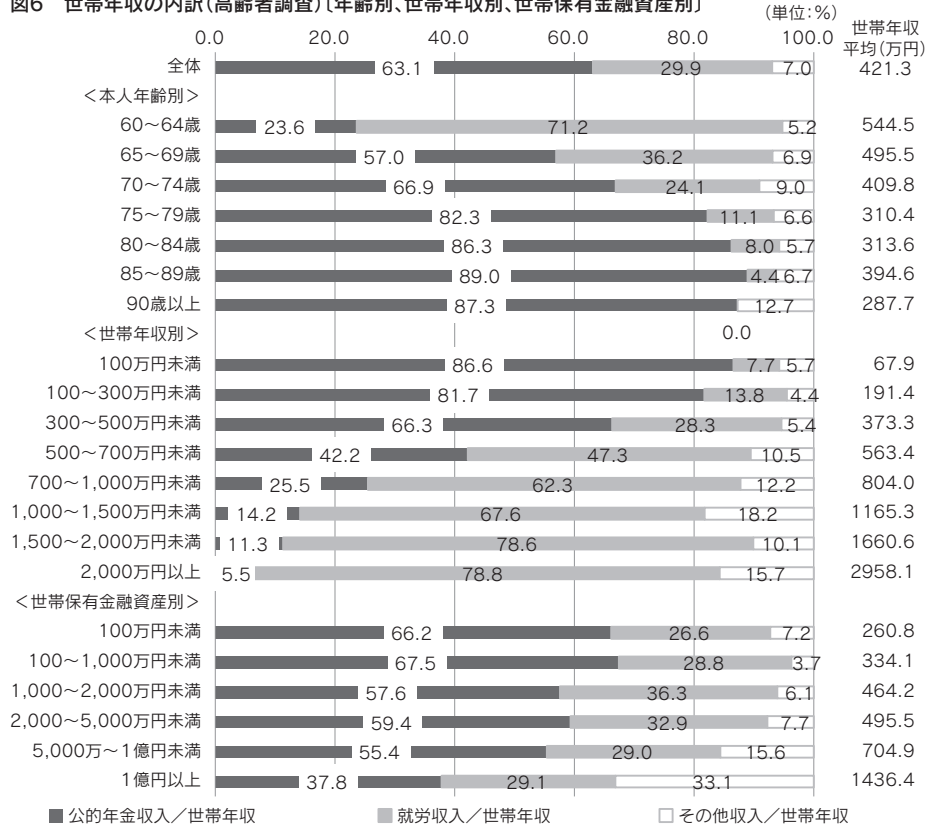 図6 世帯年収の内訳(高齢者調査)〔年齢別、世帯年収別、世帯保有金融資産別〕
(単位:%)
世帯年収
平均(万円)
0.0 20.0 40.0 60.0 80.0 100.0
全体 63.1 29.9 7.0 421.3
<本人年齢別>
60~64歳 23.6 71.2 5.2 544.5
65~69歳 57.0 36.2 6.9 495.5
70~74歳 66.9 24.1 9.0 409.8
75~79歳 82.3 11.1 6.6 310.4
80~84歳 86.3 8.0 5.7 313.6
85~89歳 89.0 4.4 6.7 394.6
90歳以上 87.3 12.7 287.7
<世帯年収別> 0.0
100万円未満 86.6 7.7 5.7 67.9
100~300万円未満 81.7 13.8 4.4 191.4
300~500万円未満 66.3 28.3 5.4 373.3
500~700万円未満 42.2 47.3 10.5 563.4
700~1,000万円未満 25.5 62.3 12.2 804.0
1,000~1,500万円未満 14.2 67.6 18.2 1165.3
1,500~2,000万円未満 11.3 78.6 10.1 1660.6
2,000万円以上 5.5 78.8 15.7 2958.1
<世帯保有金融資産別>
100万円未満 66.2 26.6 7.2 260.8
100~1,000万円未満 67.5 28.8 3.7 334.1
1,000~2,000万円未満 57.6 36.3 6.1 464.2
2,000~5,000万円未満 59.4 32.9 7.7 495.5
5,000万~1億円未満 55.4 29.0 15.6 704.9
1億円以上 37.8 29.1 33.1 1436.4
公的年金収入/世帯年収 就労収入/世帯年収 その他収入/世帯年収